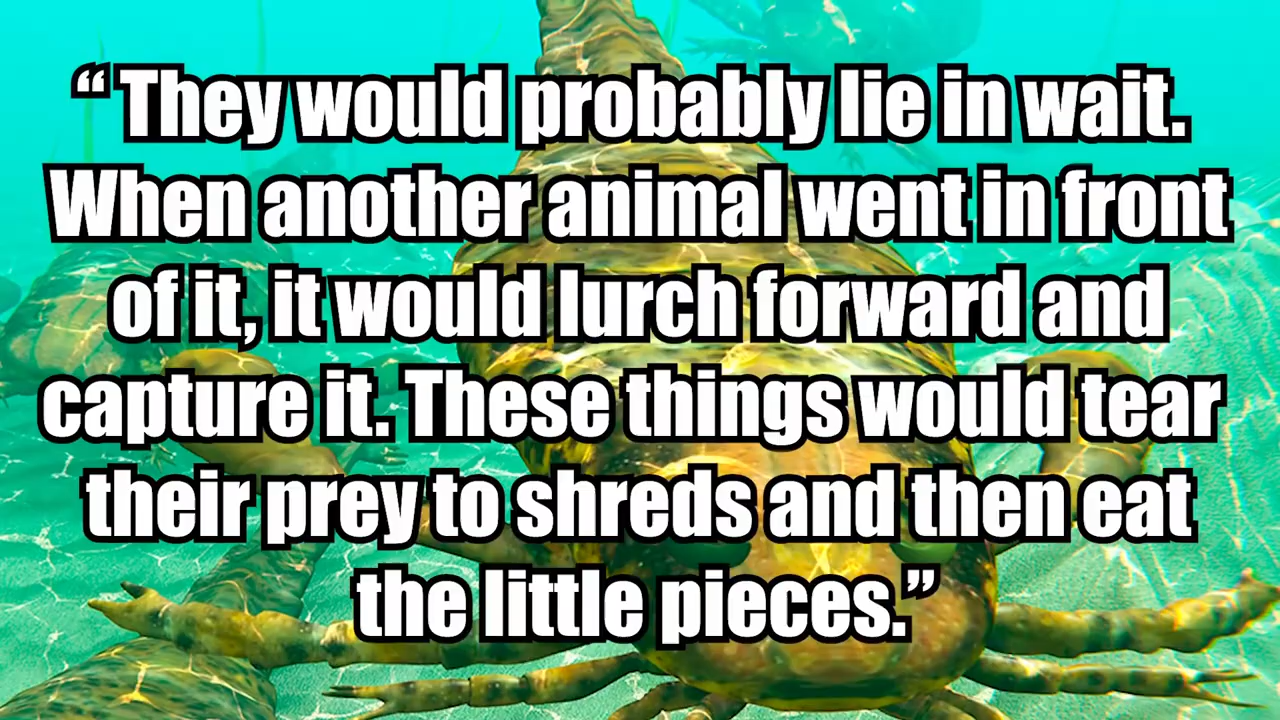 “ They would probably lie in wait.
When another animal went in front
of it, it would lurch forward and
capture it. These things would tear
their prey to shreds and then eat
the little pieces.”